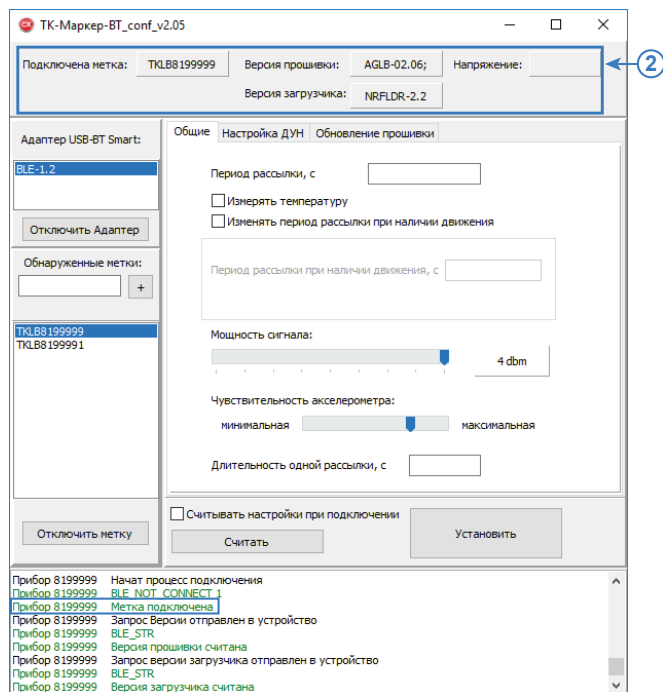 ТК-Маркер-BT_conf_v2.05
Подключена метка: TKLB8199999 Версия прошивки: AGLB-02.06; Напряжение:
2
Версия загрузчика: NRFLDR-2.2
Адаптер USB-BT Smart:
BLE-1.2
Отключить Адаптер
Обнаруженные метки:
+
TKLB8199999
TKLB8199991
Отключить метку
Общие Настройка ДУН Обновление прошивки
Период рассылки, с
Измерять температуру
Изменять период рассылки при наличии движения
Период рассылки при наличии движения, с
Мощность сигнала:
4 dbm
Чувствительность акселерометра:
минимальная максимальная
Длительность одной рассылки, с
Считывать настройки при подключении
Считать
Установить
Прибор 8199999 Начат процесс подключения
Прибор 8199999 BLE_NOT_CONNECT 1
Прибор 8199999 Метка подключена
Прибор 8199999 Запрос Версии отправлен в устройство
Прибор 8199999 BLE_STR
Прибор 8199999 Версия прошивки считана
Прибор 8199999 Запрос версии загрузчика отправлен в устройство
Прибор 8199999 BLE_STR
Прибор 8199999 Версия загрузчика считана